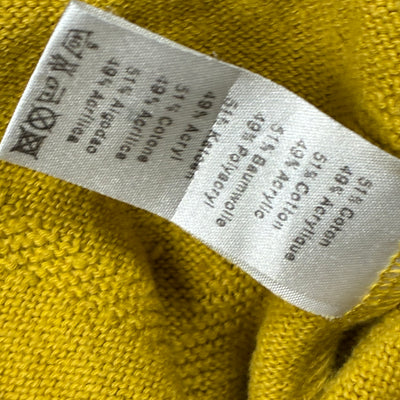 51% Coton
49% Acrylique
51% Cotton
49% Acrylic
51% Baumwolle
49% Polyacryl
51% Katoen
49% Acryl
51% Cotone
49% Acrilica
51% Algodao
49% Acrilica